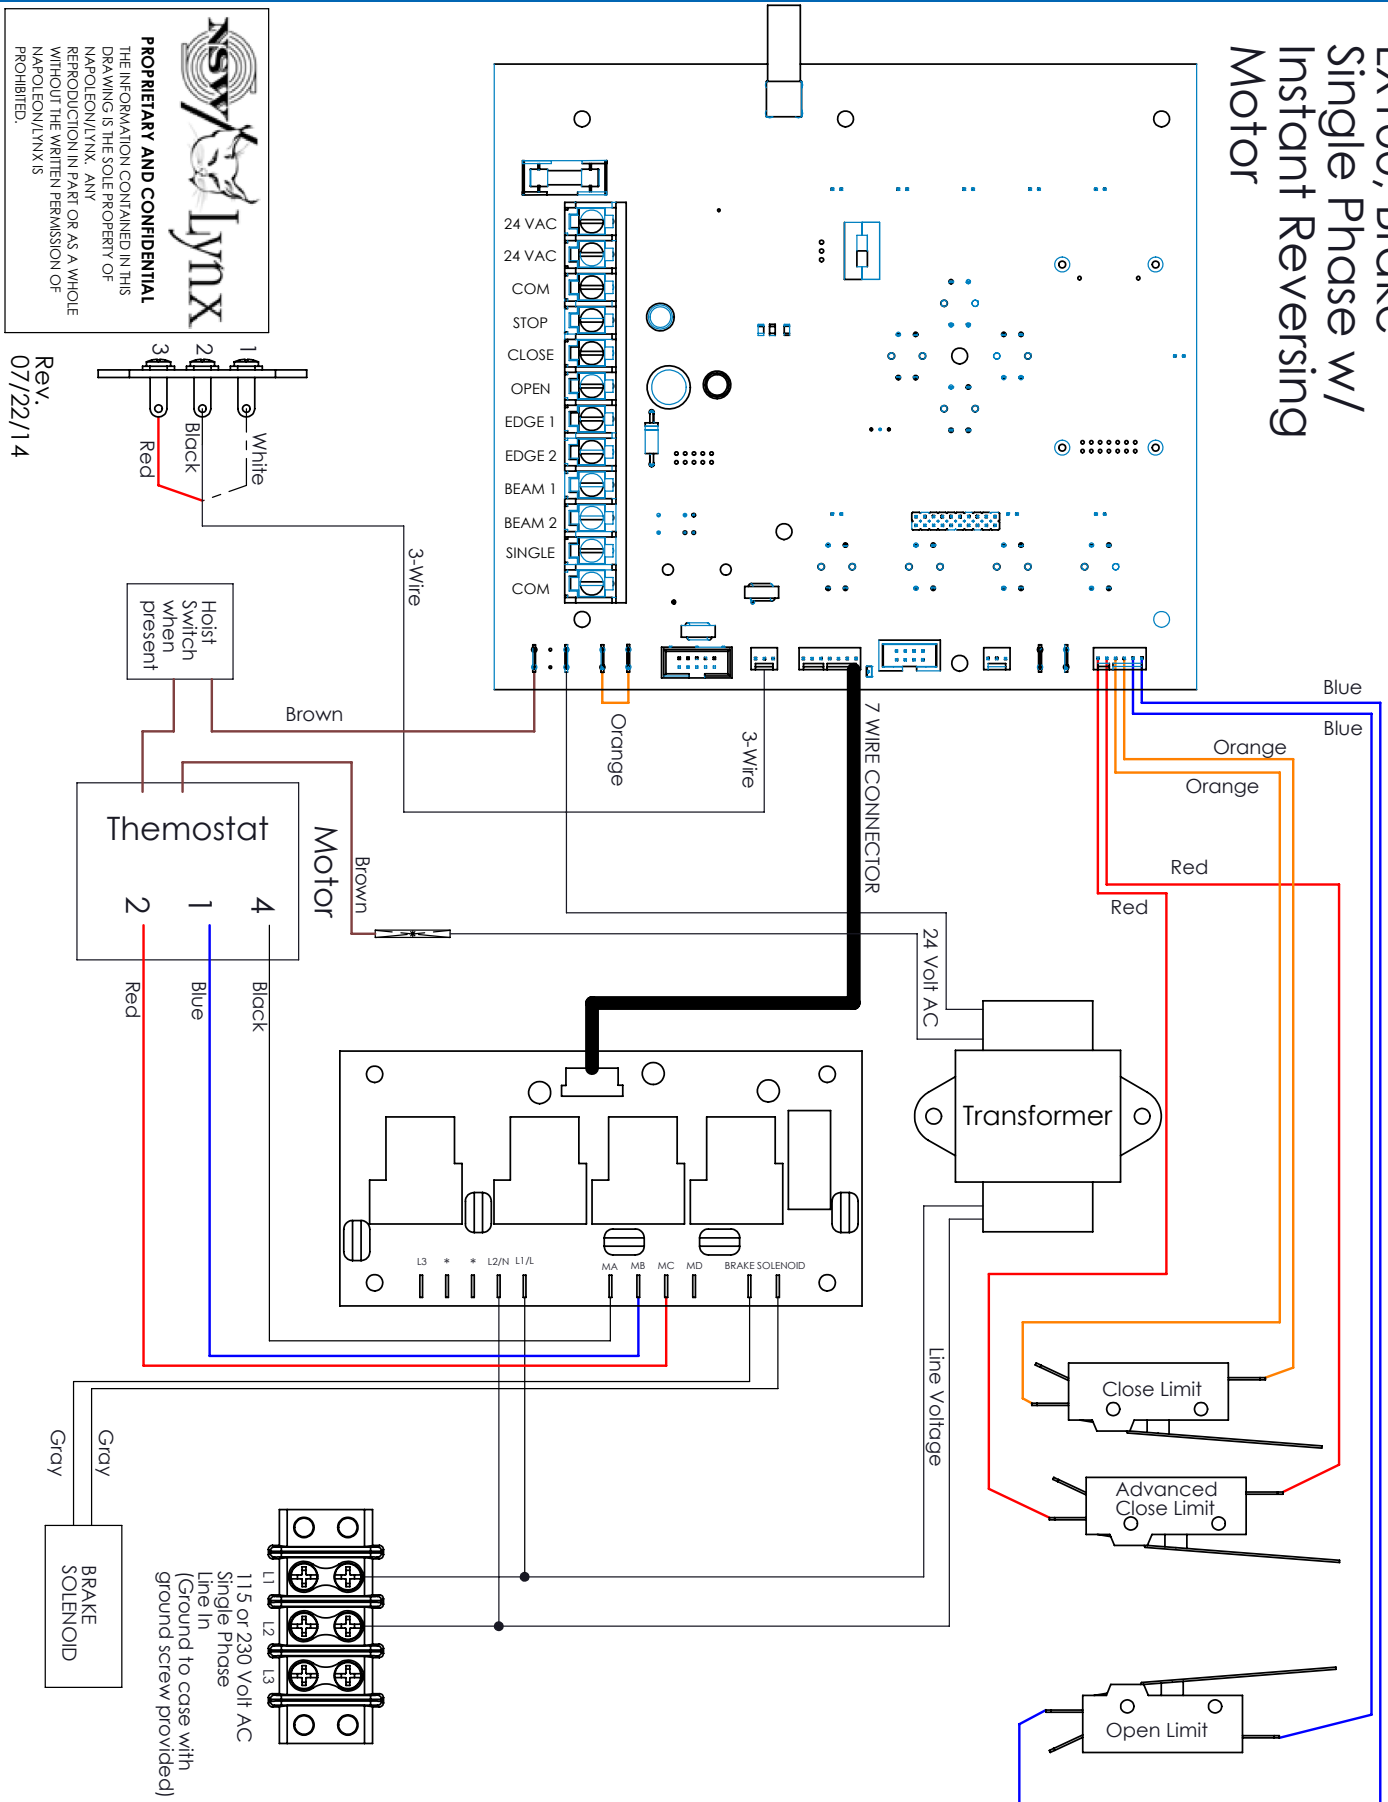 Single Phase w/
Instant Reversing
Motor
NSW/Lynx
PROPRIETARY AND CONFIDENTIAL
THE INFORMATION CONTAINED IN THIS
DRAWING IS THE SOLE PROPERTY OF
NAPOLEON/LYNX. ANY
REPRODUCTION IN PART OR AS A WHOLE
WITHOUT THE WRITTEN PERMISSION OF
NAPOLEON/LYNX IS
PROHIBITED.
Rev.
07/22/14
1
2
3
White
Black
Red
3-Wire
24 VAC
24 VAC
COM
STOP
CLOSE
OPEN
EDGE 1
EDGE 2
BEAM 1
BEAM 2
SINGLE
COM
Hoist
Switch
when
present
Brown
Orange
3-Wire
7 WIRE CONNECTOR
Blue
Blue
Orange
Orange
Red
Red
Themostat
Motor
2
1
4
Brown
Red
Blue
Black
24 Volt AC
Transformer
L3
*
*
L2/N
L1/L
MA
MB
MC
MD
BRAKE SOLENOID
Line Voltage
Close Limit
Advanced
Close Limit
Open Limit
Gray
Gray
BRAKE
SOLENOID
L1
L2
L3
115 or 230 Volt AC
Single Phase
Line In
(Ground to case with
ground screw provided)